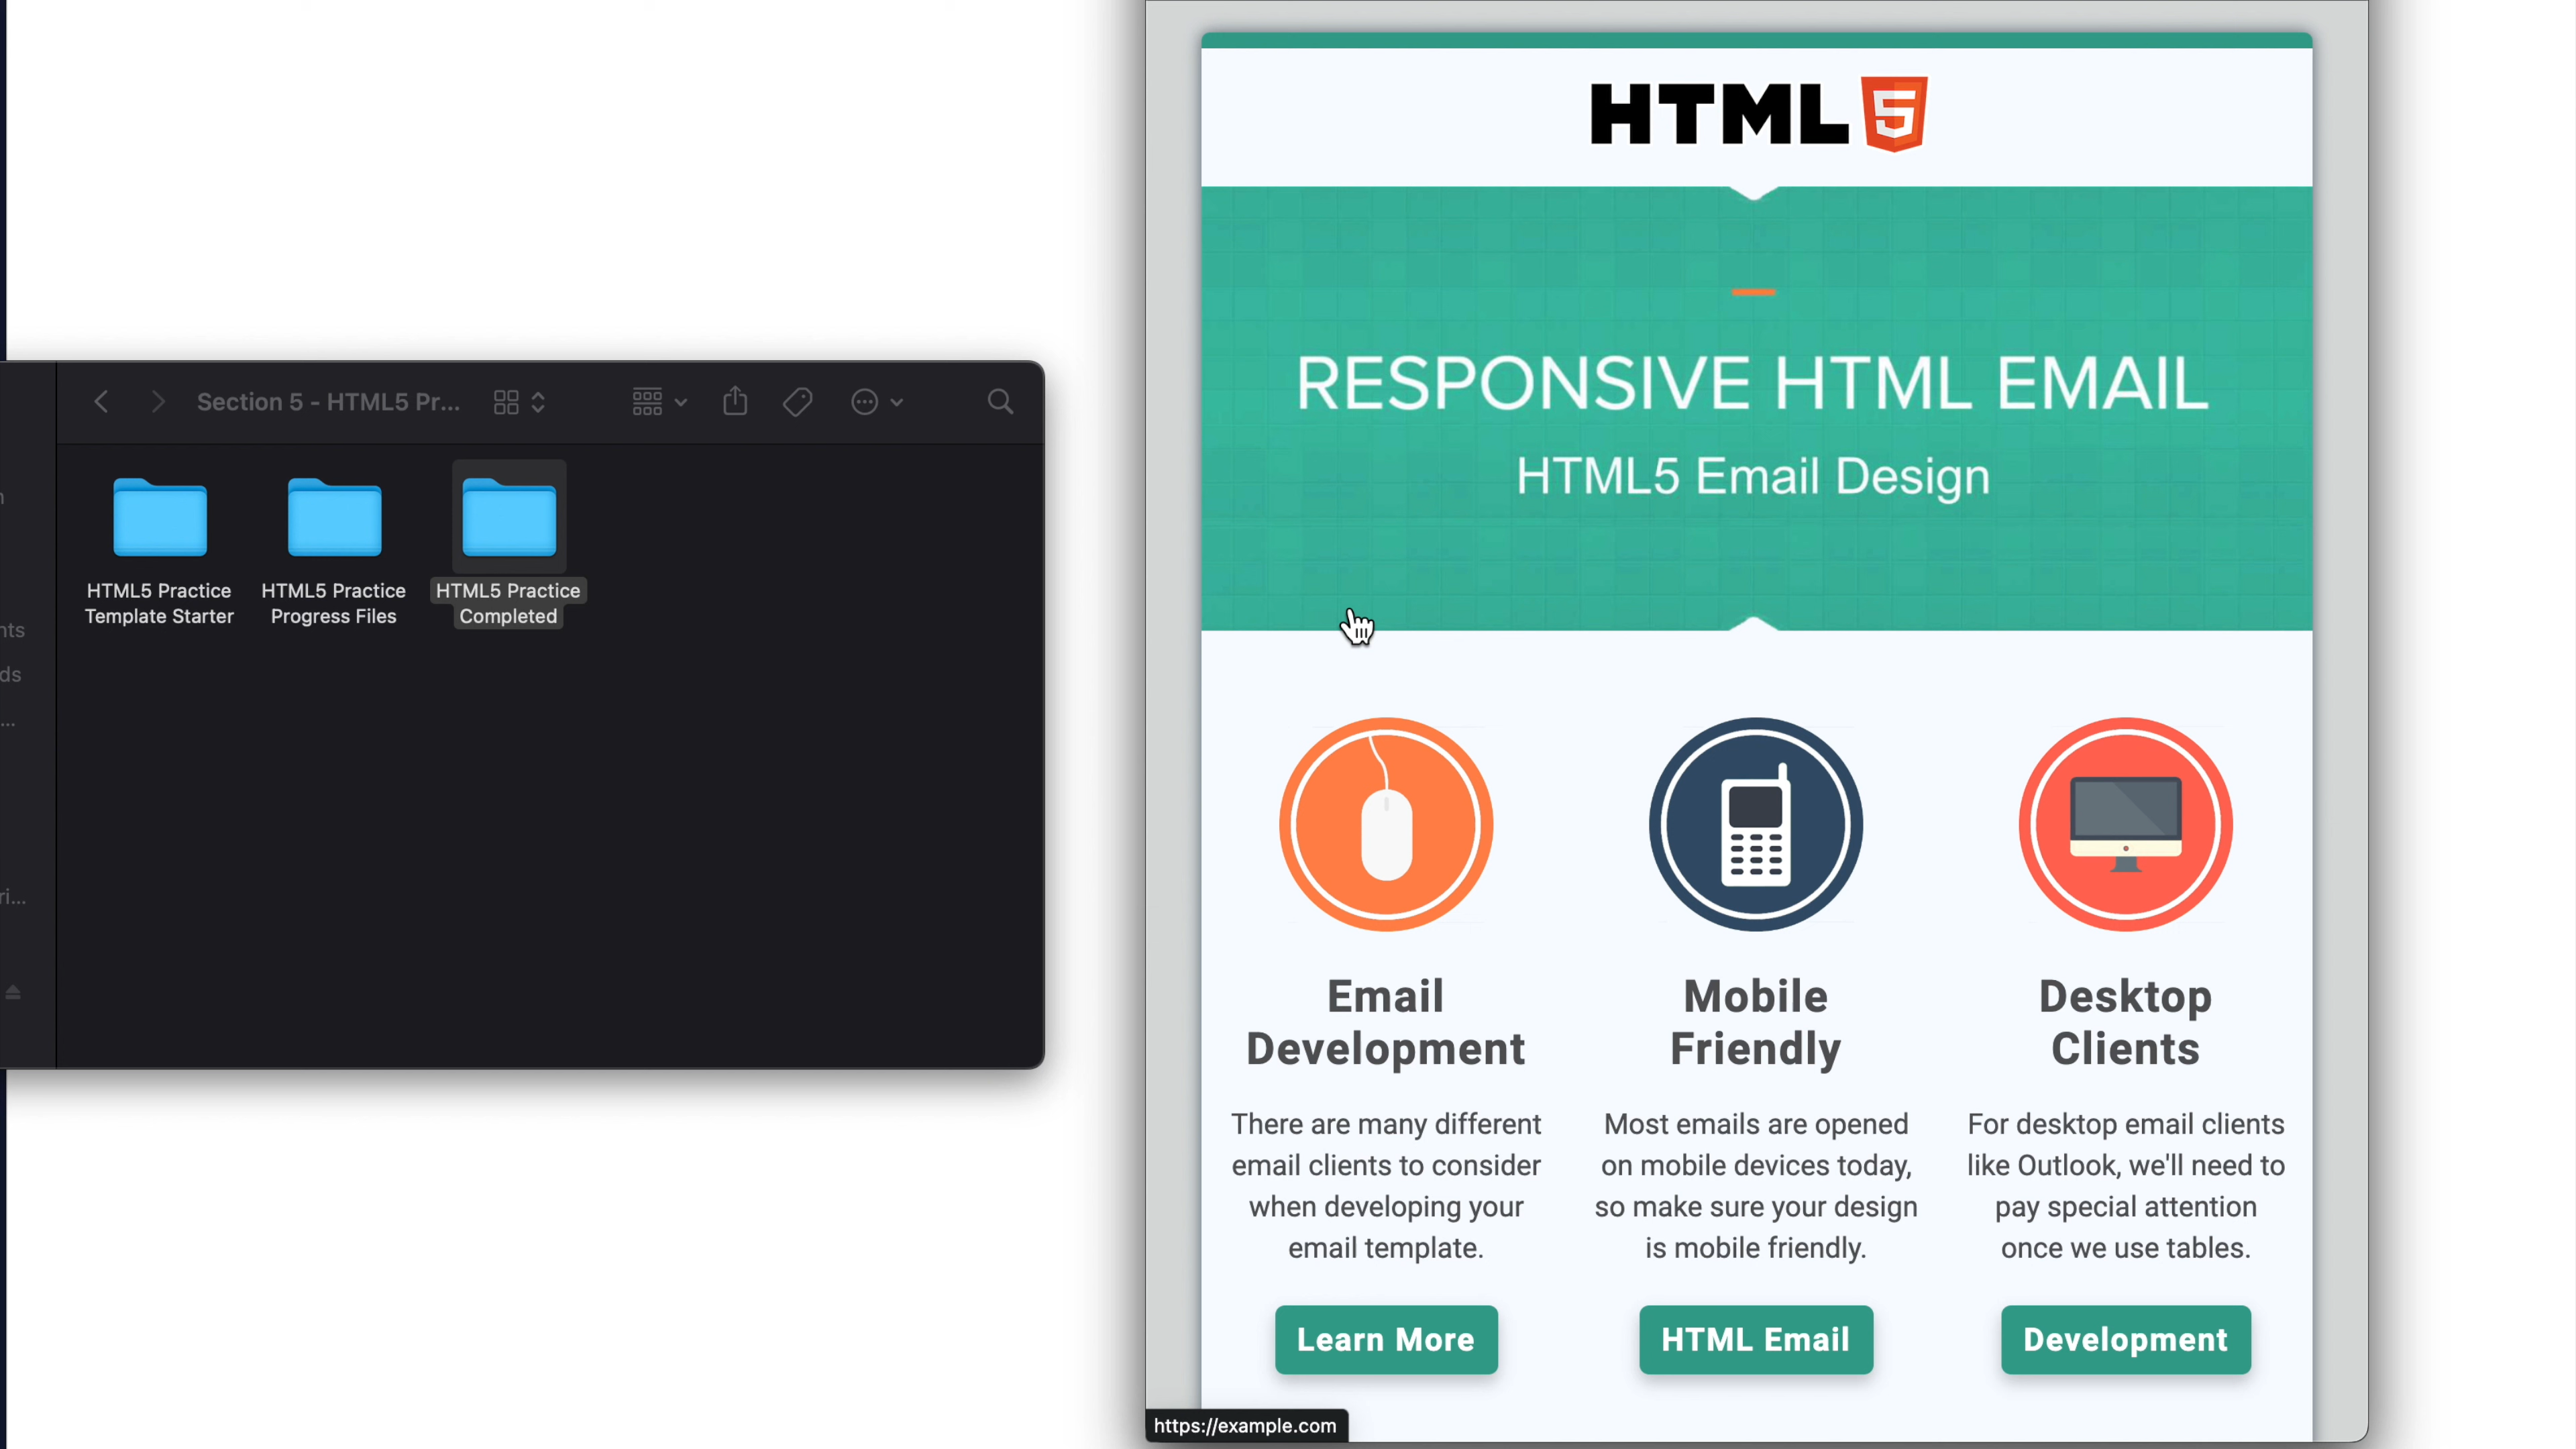 Section 5 - HTML5 Pr...
HTML5 Practice
Template Starter
HTML5 Practice
Progress Files
HTML5 Practice
Completed
nts
ds
...
ri...
HTML5
RESPONSIVE HTML EMAIL
HTML5 Email Design
Email
Development
There are many different
email clients to consider
when developing your
email template.
Learn More
Mobile
Friendly
Most emails are opened
on mobile devices today,
so make sure your design
is mobile friendly.
HTML Email
Desktop
Clients
For desktop email clients
like Outlook, we'll need to
pay special attention
once we use tables.
Development
https://example.com